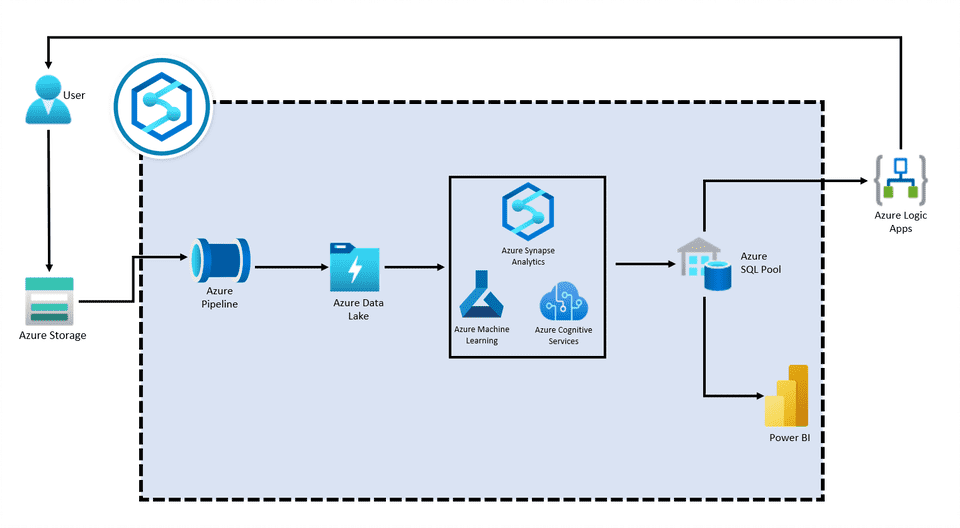 User
Azure Storage
Azure
Pipeline
Azure Data
Lake
Azure Synapse
Analytics
Azure Machine
Learning
Azure Cognitive
Services
Azure
SQL Pool
Power BI
Azure Logic
Apps